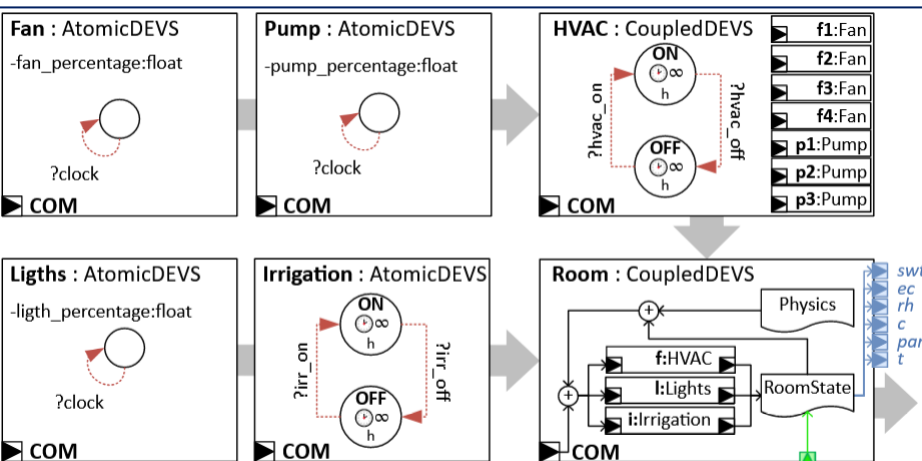 Fan : AtomicDEVS
-fan_percentage:float
?clock
COM
Pump : AtomicDEVS
-pump_percentage:float
?clock
COM
HVAC : CoupledDEVS
ON
∞
h
?hvac_on
?hvac_off
OFF
∞
h
COM
f1:Fan
f2:Fan
f3:Fan
f4:Fan
p1:Pump
p2:Pump
p3:Pump
Ligths : AtomicDEVS
-ligth_percentage:float
?clock
COM
Irrigation : AtomicDEVS
ON
∞
h
?irr_on
?irr_off
OFF
∞
h
COM
Room : CoupledDEVS
+
Physics
f:HVAC
+
l:Lights
i:Irrigation
RoomState
COM
ec
rh
c
t